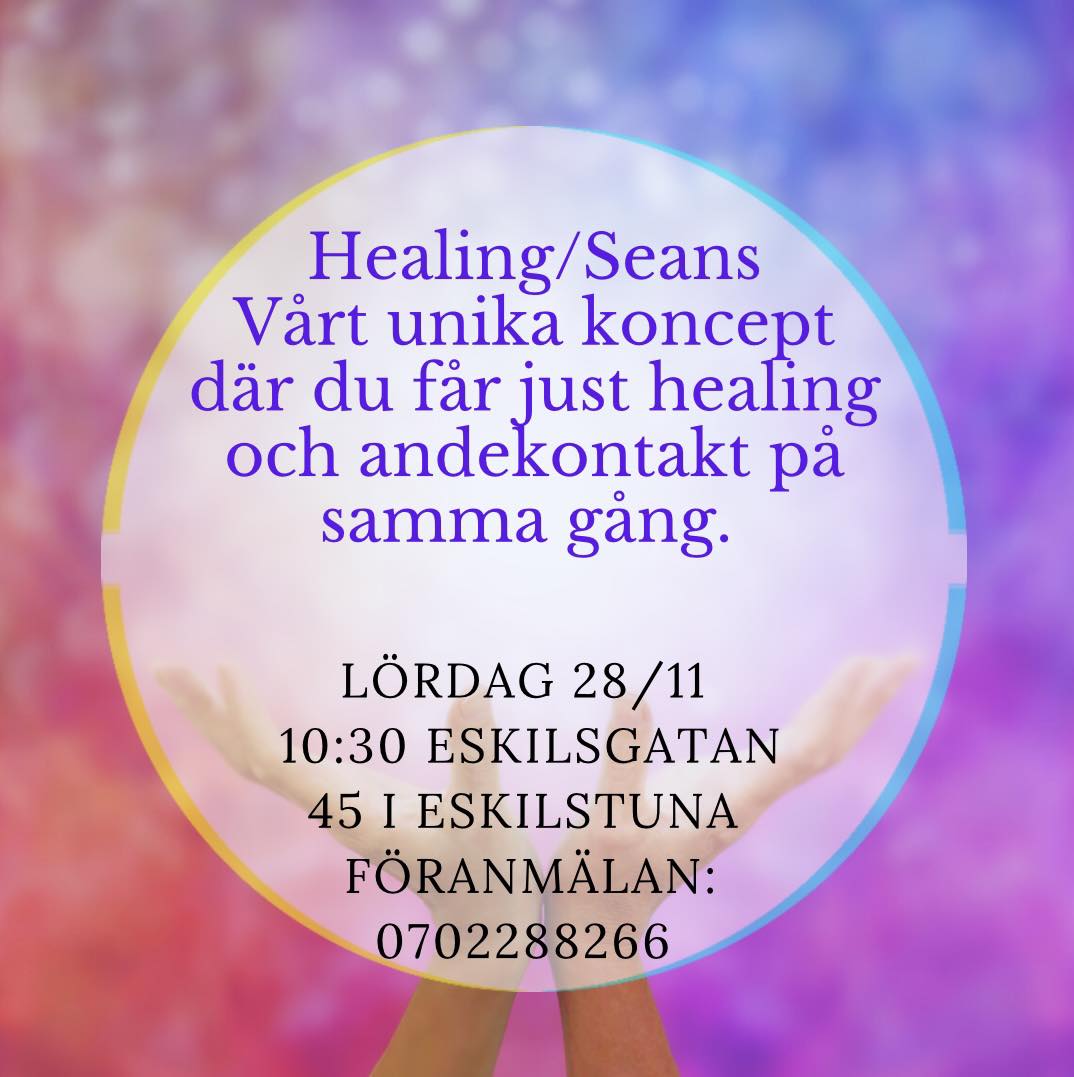 Healing/Seans
Vårt unika koncept
där du får just healing
och andekontakt på
samma gång.
LÖRDAG 28/11
10:30 ESKILSGATAN
45 I ESKILSTUNA
FÖRANMÄLAN:
0702288266